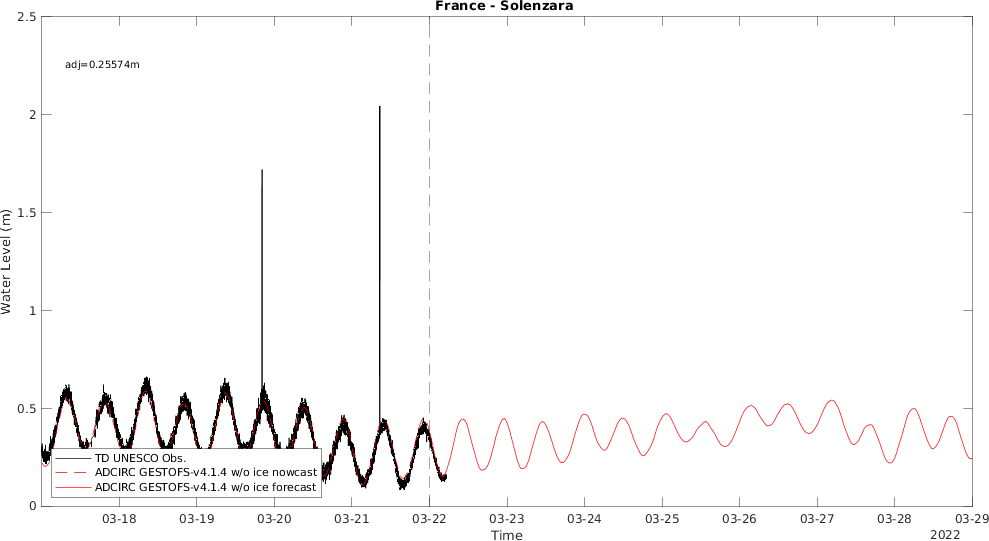 France - Solenzara
adj=0.25574m
Water Level (m)
2.5
2
1.5
1
0.5
0
TD UNESCO Obs.
ADCIRC GESTOFS-v4.1.4 w/o ice nowcast
ADCIRC GESTOFS-v4.1.4 w/o ice forecast
03-18 03-19 03-20 03-21 03-22 03-23 03-24 03-25 03-26 03-27 03-28 03-29
Time
2022